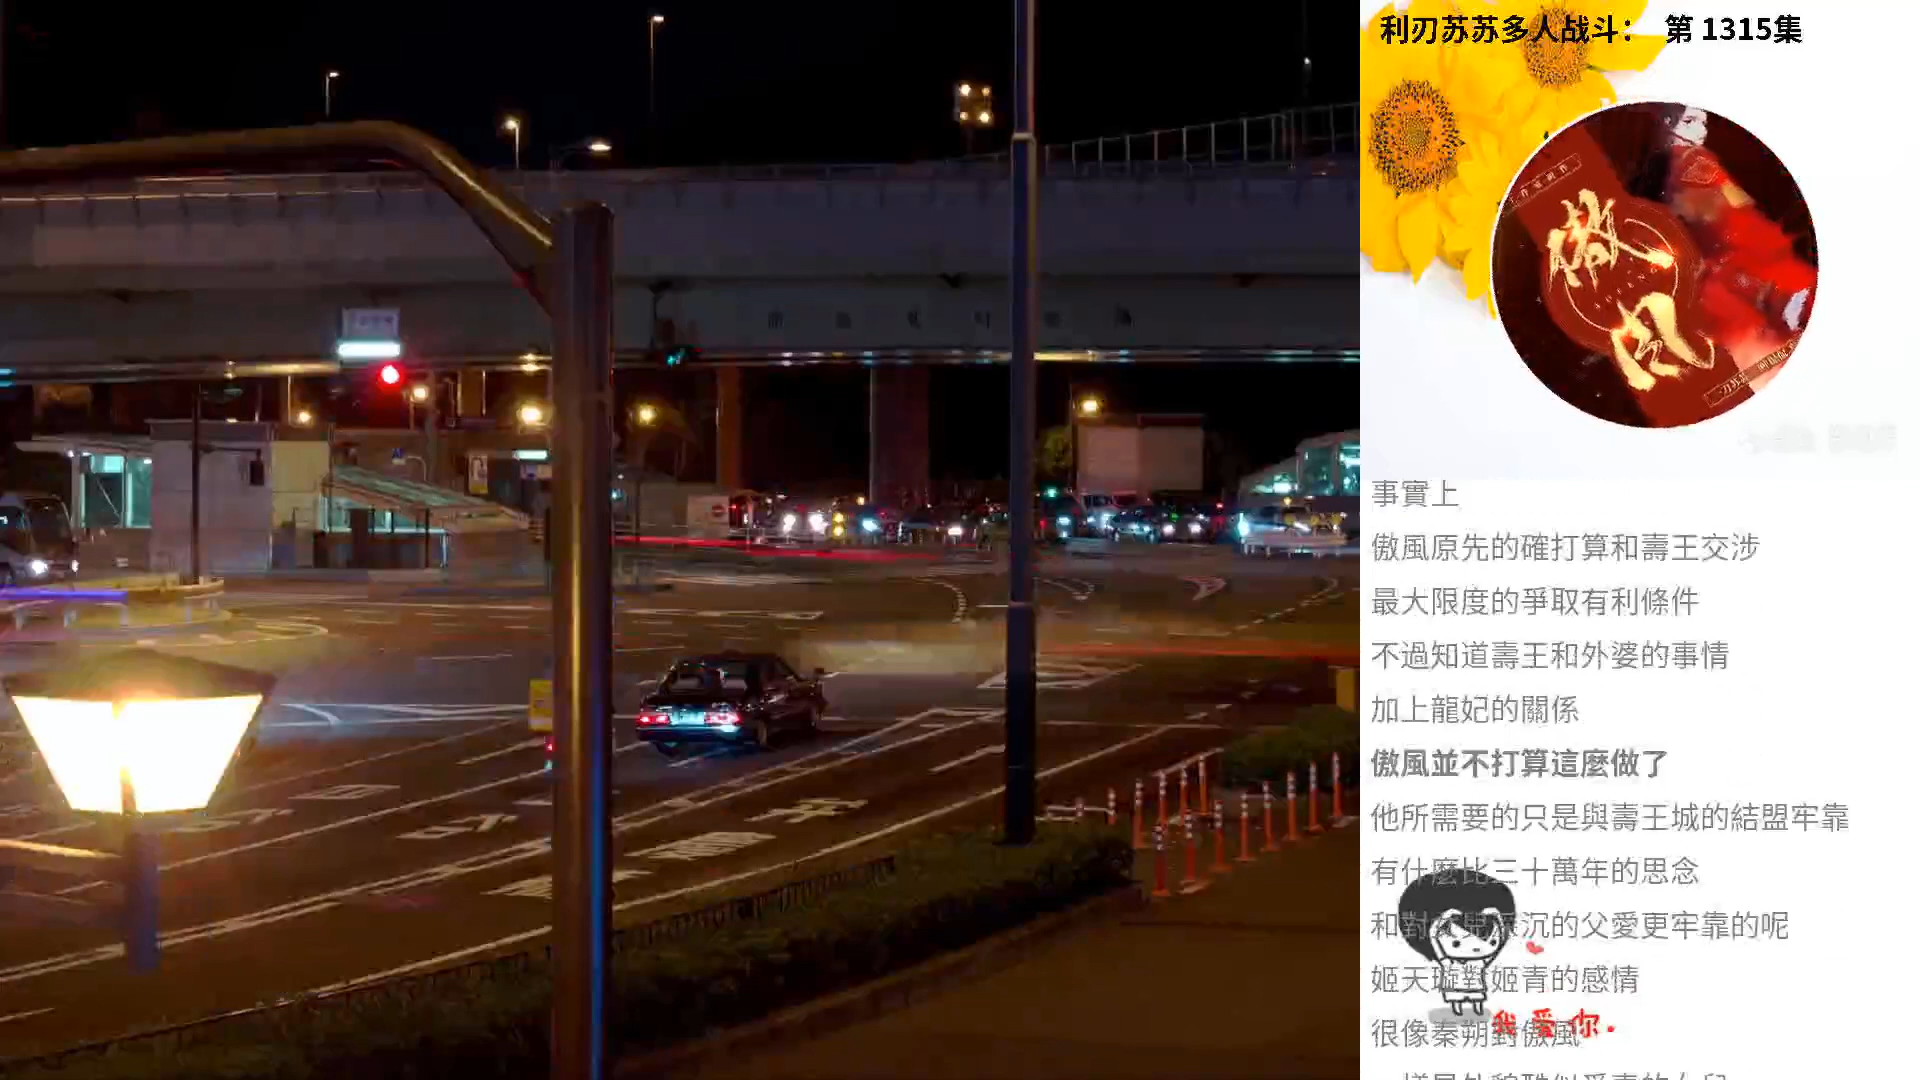 利刃苏苏多人战斗： 第 1315集
傲风
事實上
傲風原先的確打算和壽王交涉
最大限度的爭取有利條件
不過知道壽王和外婆的事情
加上龍妃的關係
傲風並不打算這麼做了
他所需要的只是與壽王城的結盟牢靠
有什麼比三十萬年的思念
和對女兒深沉的父愛更牢靠的呢
姬天璇對姬青的感情
很像秦朔對傲風
我爱你.